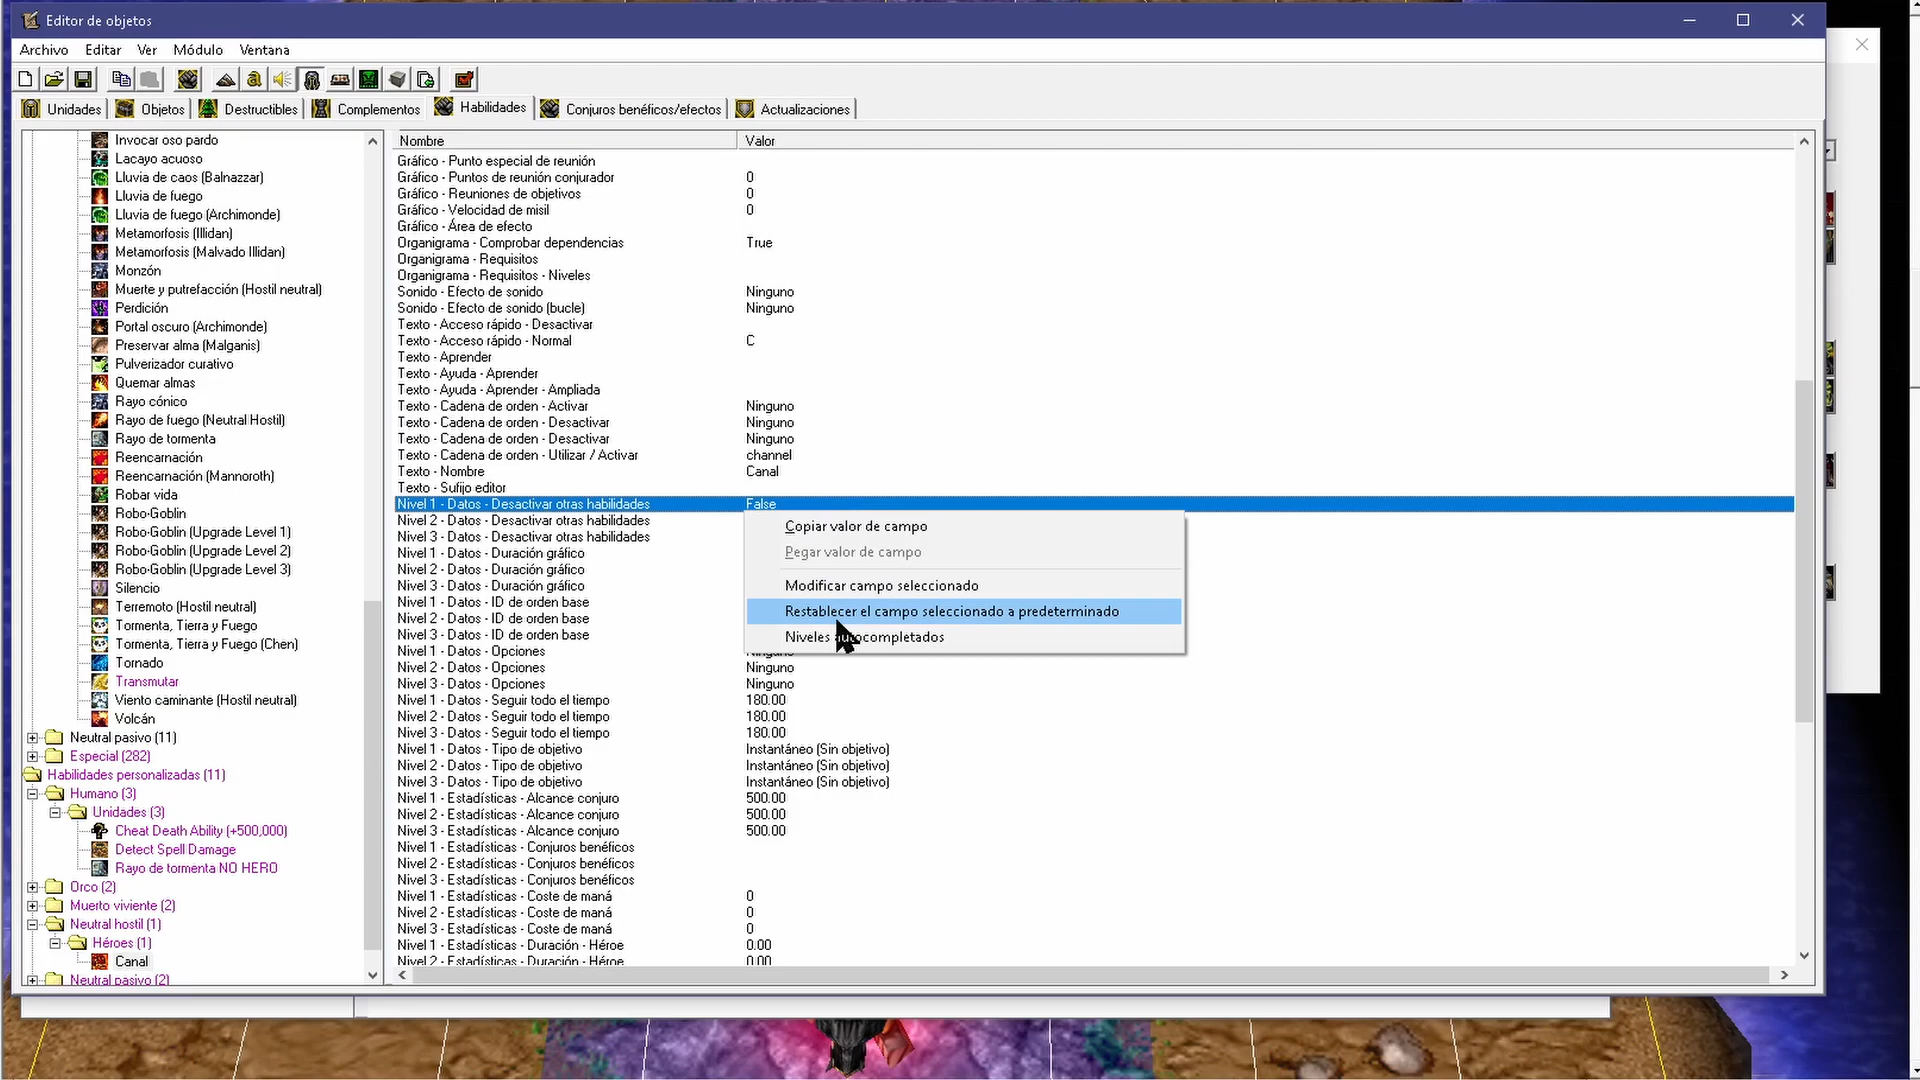 Editor de objetos
Archivo Editar Ver Módulo Ventana
Unidades Objetos Destructibles Complementos Habilidades Conjuros benéficos/efectos Actualizaciones
Invocar oso pardo
Lacayo acuoso
Lluvia de caos (Balnazzar)
Lluvia de fuego
Lluvia de fuego (Archimonde)
Metamorfosis (Illidan)
Metamorfosis (Malvado Illidan)
Monzón
Muerte y putrefacción (Hostil neutral)
Perdición
Portal oscuro (Archimonde)
Preservar alma (Malganis)
Pulverizador curativo
Quemar almas
Rayo cónico
Rayo de fuego (Neutral Hostil)
Rayo de tormenta
Reencarnación
Reencarnación (Mannoroth)
Robar vida
Robo-Goblin
Robo-Goblin (Upgrade Level 1)
Robo-Goblin (Upgrade Level 2)
Robo-Goblin (Upgrade Level 3)
Silencio
Terremoto (Hostil neutral)
Tormenta, Tierra y Fuego
Tormenta, Tierra y Fuego (Chen)
Tornado
Transmutar
Viento caminante (Hostil neutral)
Volcán
Neutral pasivo (11)
Especial (282)
Habilidades personalizadas (11)
Humano (3)
Unidades (3)
Cheat Death Ability (+500,000)
Detect Spell Damage
Rayo de tormenta NO HERO
Orco (2)
Muerto viviente (2)
Neutral hostil (1)
Héroes (1)
Canal
Neutral pasivo (2)
Nombre Valor
Gráfico - Punto especial de reunión
Gráfico - Puntos de reunión conjurador 0
Gráfico - Reuniones de objetivos 0
Gráfico - Velocidad de misil 0
Gráfico - Área de efecto
Organigrama - Comprobar dependencias True
Organigrama - Requisitos
Organigrama - Requisitos - Niveles
Sonido - Efecto de sonido Ninguno
Sonido - Efecto de sonido (bucle) Ninguno
Texto - Acceso rápido - Desactivar
Texto - Acceso rápido - Normal C
Texto - Aprender
Texto - Ayuda - Aprender
Texto - Ayuda - Aprender - Ampliada
Texto - Cadena de orden - Activar Ninguno
Texto - Cadena de orden - Desactivar Ninguno
Texto - Cadena de orden - Desactivar Ninguno
Texto - Cadena de orden - Utilizar / Activar channel
Texto - Nombre Canal
Texto - Sufijo editor
Nivel 1 - Datos - Desactivar otras habilidades False
Nivel 2 - Datos - Desactivar otras habilidades
Nivel 3 - Datos - Desactivar otras habilidades
Nivel 1 - Datos - Duración gráfico
Nivel 2 - Datos - Duración gráfico
Nivel 3 - Datos - Duración gráfico
Nivel 1 - Datos - ID de orden base
Nivel 2 - Datos - ID de orden base
Nivel 3 - Datos - ID de orden base
Nivel 1 - Datos - Opciones Ninguno
Nivel 2 - Datos - Opciones Ninguno
Nivel 3 - Datos - Opciones Ninguno
Nivel 1 - Datos - Seguir todo el tiempo 180.00
Nivel 2 - Datos - Seguir todo el tiempo 180.00
Nivel 3 - Datos - Seguir todo el tiempo 180.00
Nivel 1 - Datos - Tipo de objetivo Instantáneo (Sin objetivo)
Nivel 2 - Datos - Tipo de objetivo Instantáneo (Sin objetivo)
Nivel 3 - Datos - Tipo de objetivo Instantáneo (Sin objetivo)
Nivel 1 - Estadísticas - Alcance conjuro 500.00
Nivel 2 - Estadísticas - Alcance conjuro 500.00
Nivel 3 - Estadísticas - Alcance conjuro 500.00
Nivel 1 - Estadísticas - Conjuros benéficos
Nivel 2 - Estadísticas - Conjuros benéficos
Nivel 3 - Estadísticas - Conjuros benéficos
Nivel 1 - Estadísticas - Coste de maná 0
Nivel 2 - Estadísticas - Coste de maná 0
Nivel 3 - Estadísticas - Coste de maná 0
Nivel 1 - Estadísticas - Duración - Héroe 0.00
Nivel 2 - Estadísticas - Duración - Héroe 0.00
Copiar valor de campo
Pegar valor de campo
Modificar campo seleccionado
Restablecer el campo seleccionado a predeterminado
Niveles autocompletados